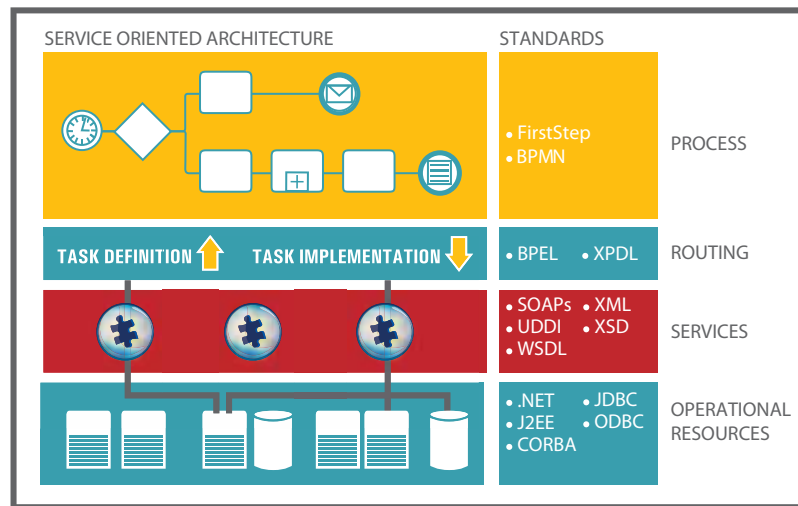 SERVICE ORIENTED ARCHITECTURE
STANDARDS
• FirstStep
• BPMN
PROCESS
TASK DEFINITION
TASK IMPLEMENTATION
• BPEL • XPDL
ROUTING
• SOAPs • XML
• UDDI • XSD
• WSDL
SERVICES
• .NET • JDBC
• J2EE • ODBC
• CORBA
OPERATIONAL
RESOURCES